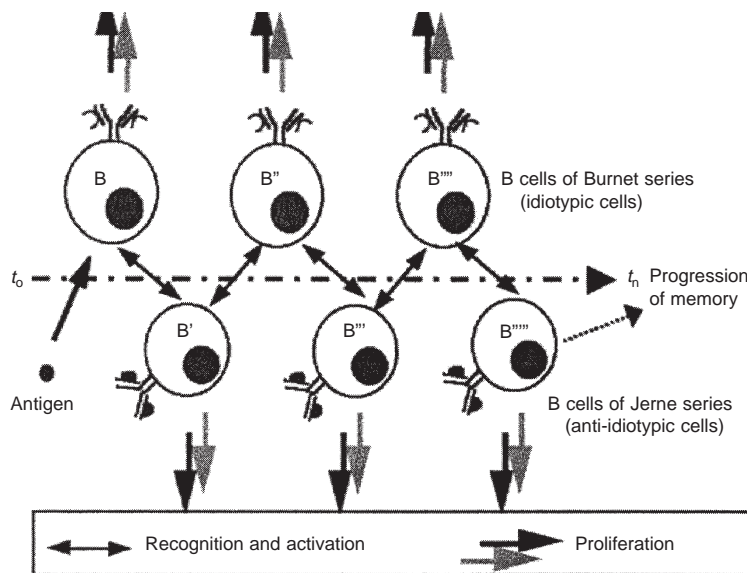 B
B''
B''''
B cells of Burnet series
(idiotypic cells)
to
tn
Progression
of memory
B'
B'''
B'''''
Antigen
B cells of Jerne series
(anti-idiotypic cells)
Recognition and activation
Proliferation